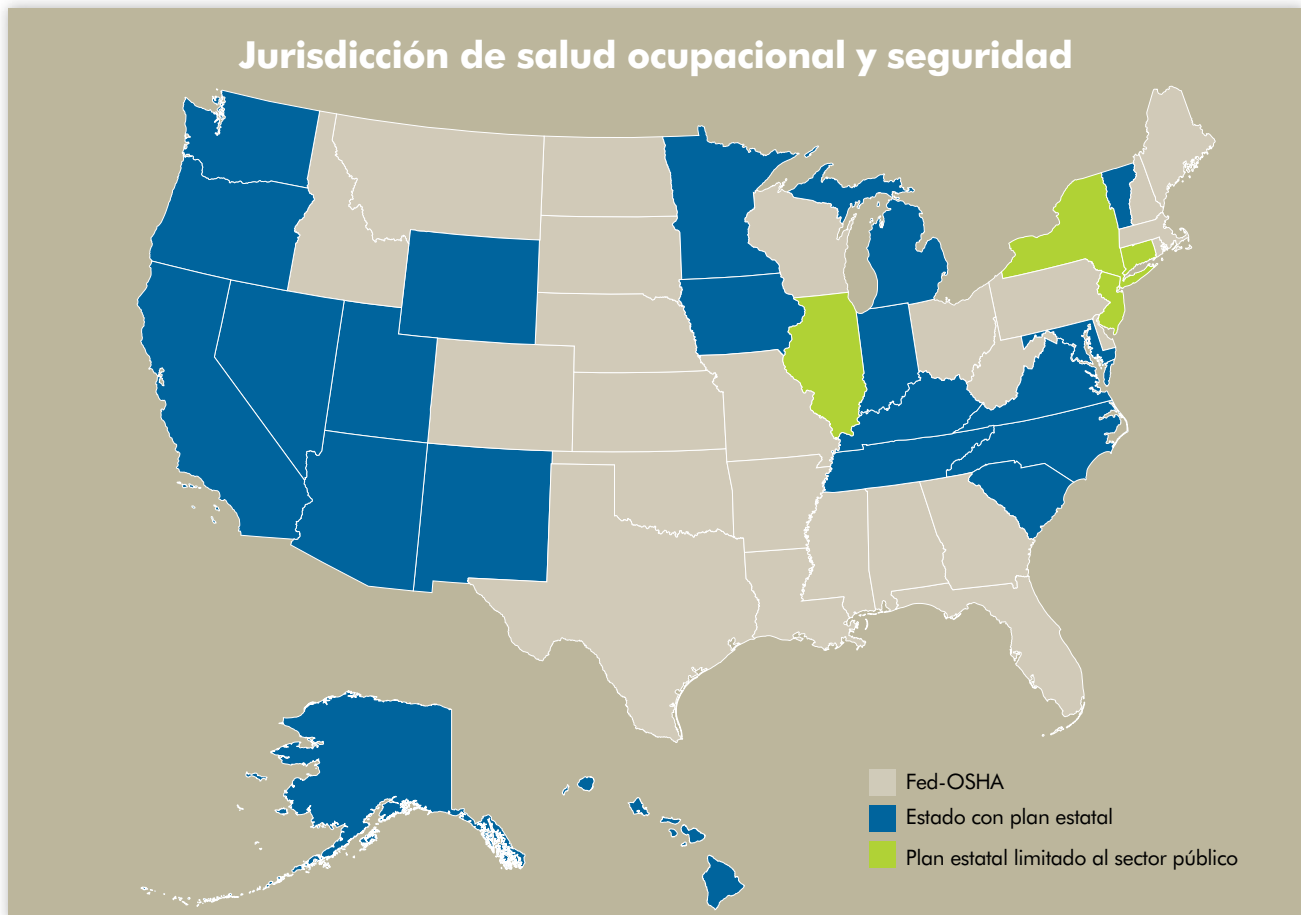 Jurisdicción de salud ocupacional y seguridad
Fed-OSHA
Estado con plan estatal
Plan estatal limitado al sector público